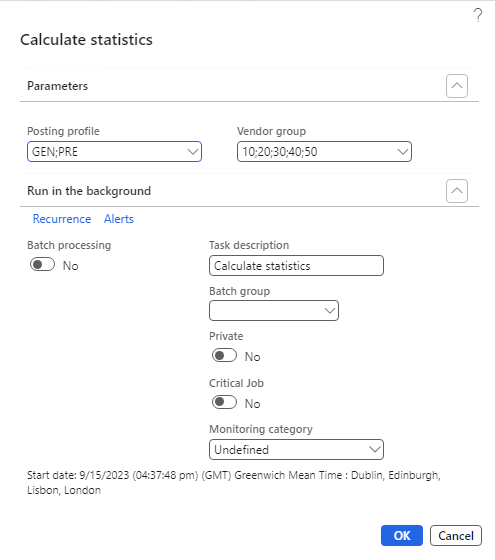 ?
Calculate statistics
Parameters
Posting profile
Vendor group
GEN;PRE
10;20;30;40;50
Run in the background
Recurrence Alerts
Batch processing
Task description
No
Calculate statistics
Batch group
Private
No
Critical Job
No
Monitoring category
Undefined
Start date: 9/15/2023 (04:37:48 pm) (GMT) Greenwich Mean Time : Dublin, Edinburgh,
Lisbon, London
OK
Cancel